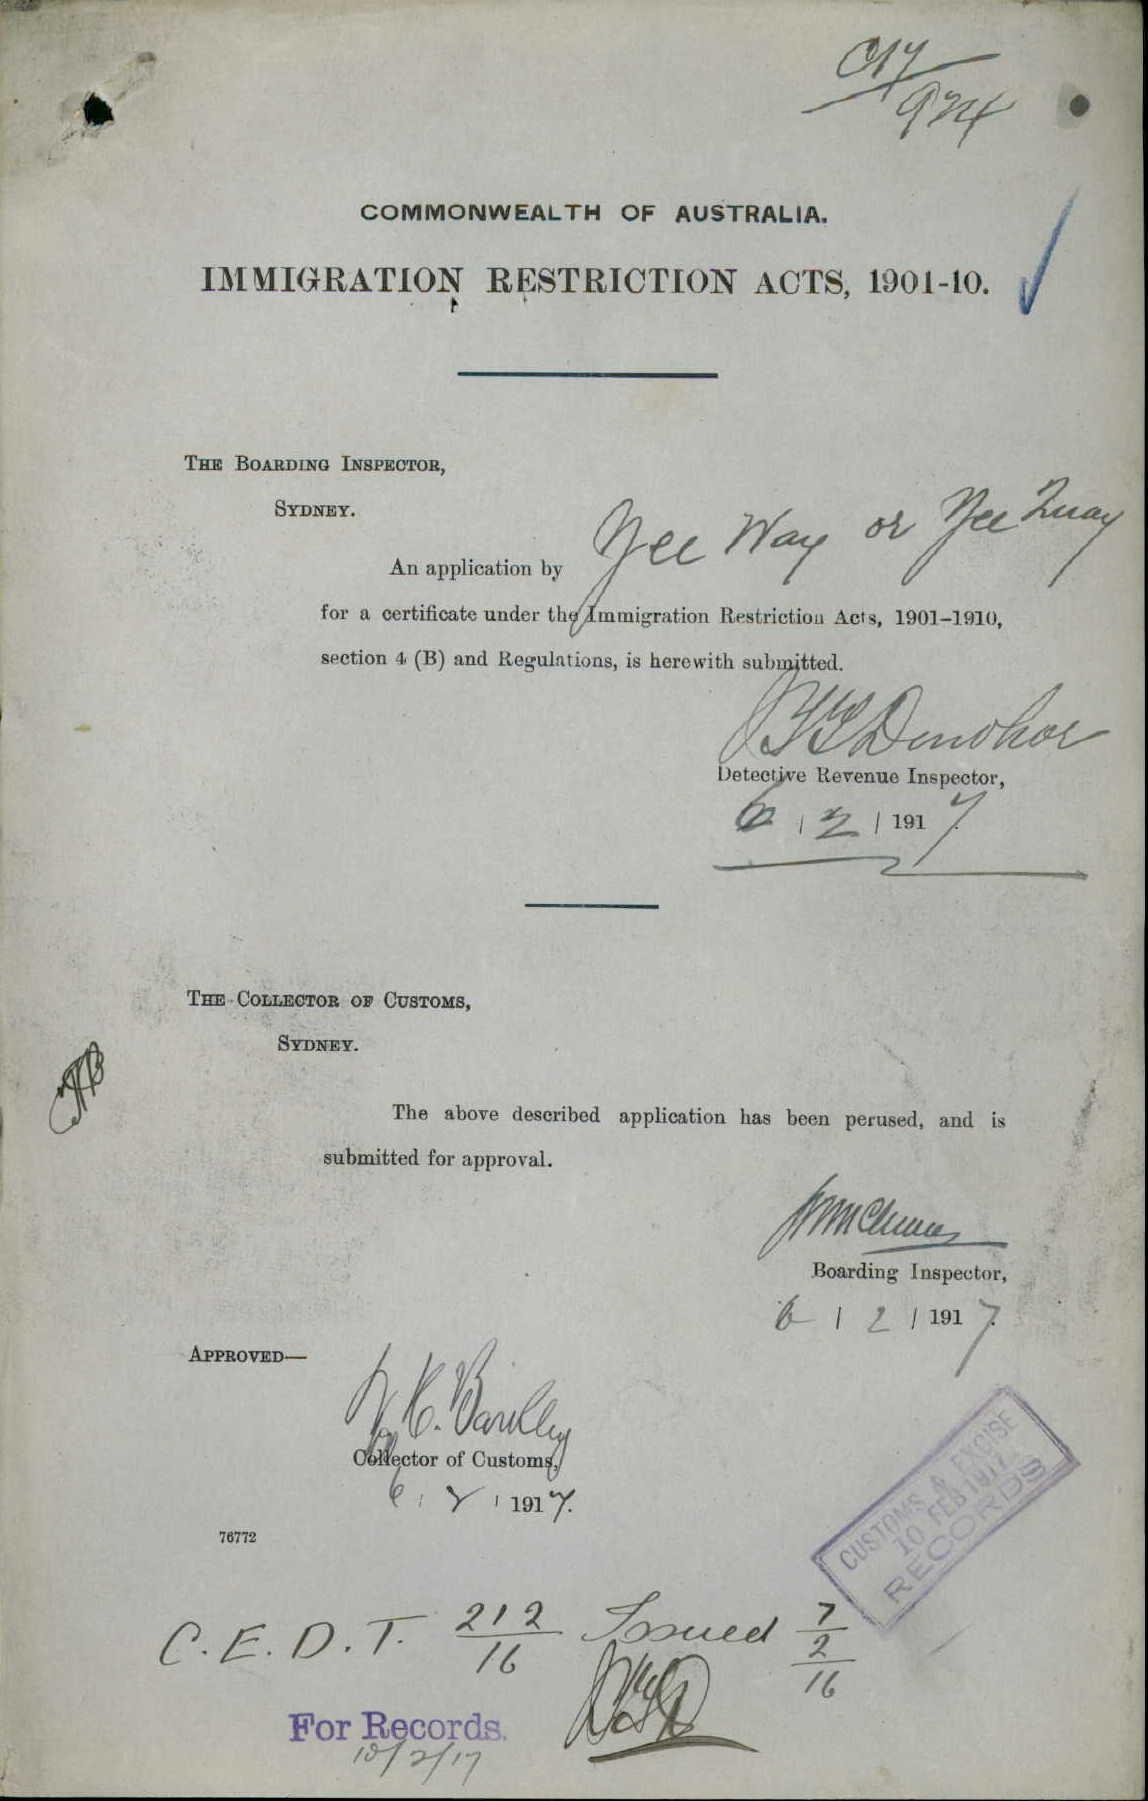 C17
924
COMMONWEALTH OF AUSTRALIA.
IMMIGRATION RESTRICTION ACTS, 1901-10.
THE BOARDING INSPECTOR,
SYDNEY.
An application by Yee Way or Yee Quay
for a certificate under the Immigration Restriction Acts, 1901–1910,
section 4 (B) and Regulations, is herewith submitted.
Donohoe
Detective Revenue Inspector,
6 / 2 / 1917.
THE COLLECTOR OF CUSTOMS,
SYDNEY.
The above described application has been perused, and is
submitted for approval.
Boarding Inspector,
6 / 2 / 1917.
APPROVED—
Barkley
Collector of Customs,
6 / 2 / 1917.
76772
CUSTOMS & EXCISE
10 FEB 1917
RECORDS
C.E.D.T. 212/16 Issued 7/2/16
For Records.
10/2/17